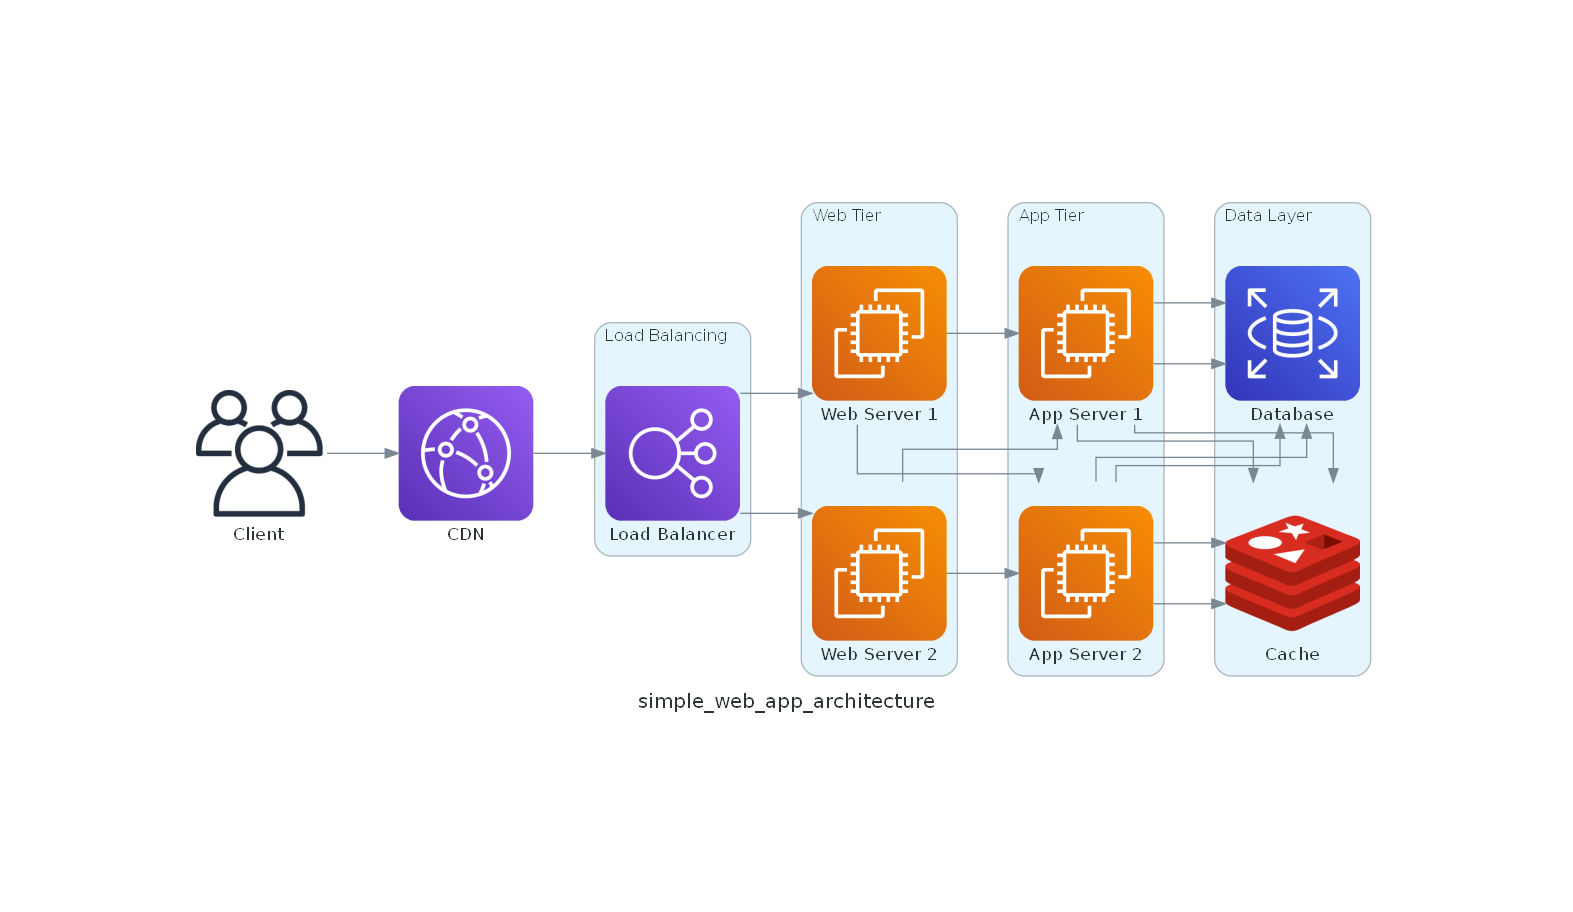 Web Tier
App Tier
Data Layer
Load Balancing
Web Server 1
App Server 1
Database
Client
CDN
Load Balancer
Web Server 2
App Server 2
Cache
simple_web_app_architecture